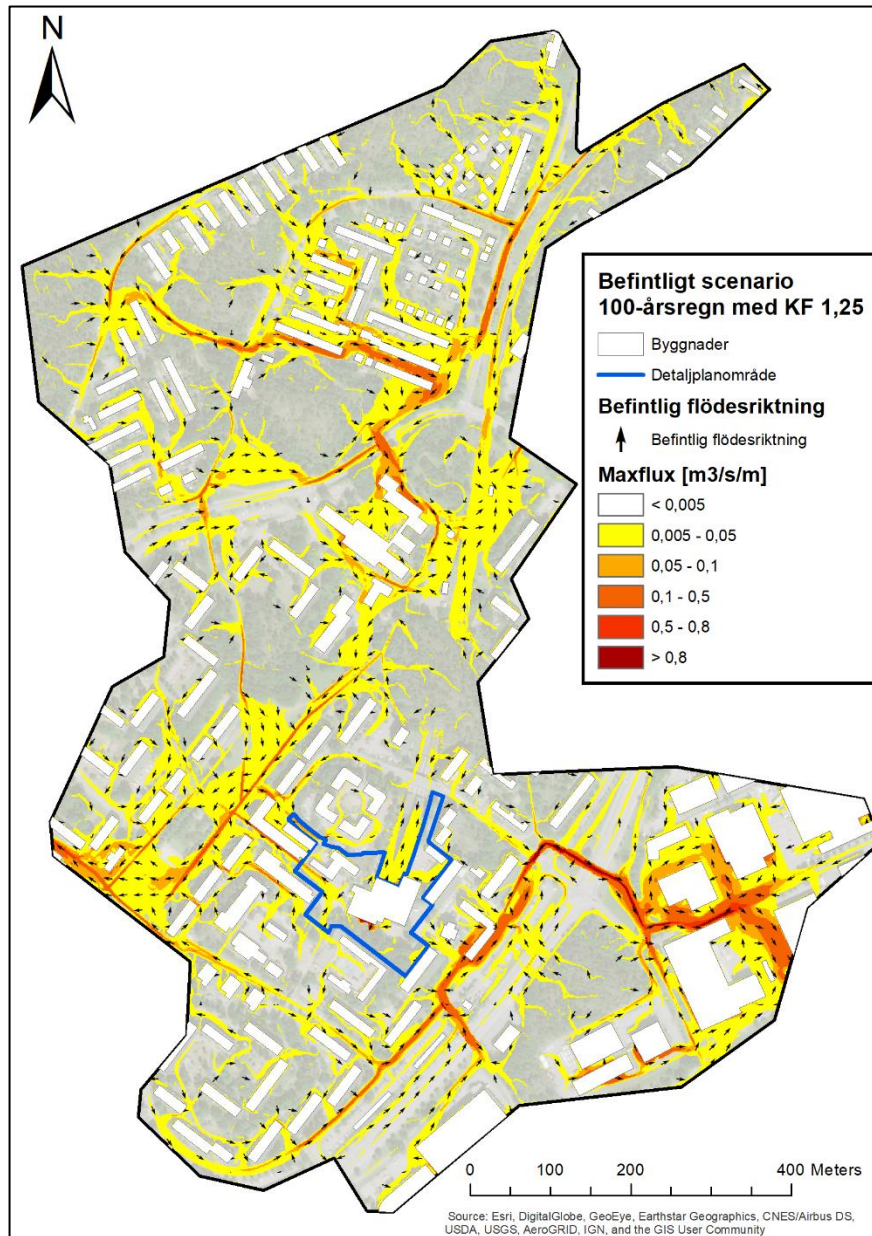 N
Befintligt scenario
100-årsregn med KF 1,25
Byggnader
Detaljplanområde
Befintlig flödesriktning
Befintlig flödesriktning
Maxflux [m3/s/m]
< 0,005
0,005 - 0,05
0,05 - 0,1
0,1 - 0,5
0,5 - 0,8
> 0,8
0 100 200 400 Meters
Source: Esri, DigitalGlobe, GeoEye, Earthstar Geographics, CNES/Airbus DS,
USDA, USGS, AeroGRID, IGN, and the GIS User Community